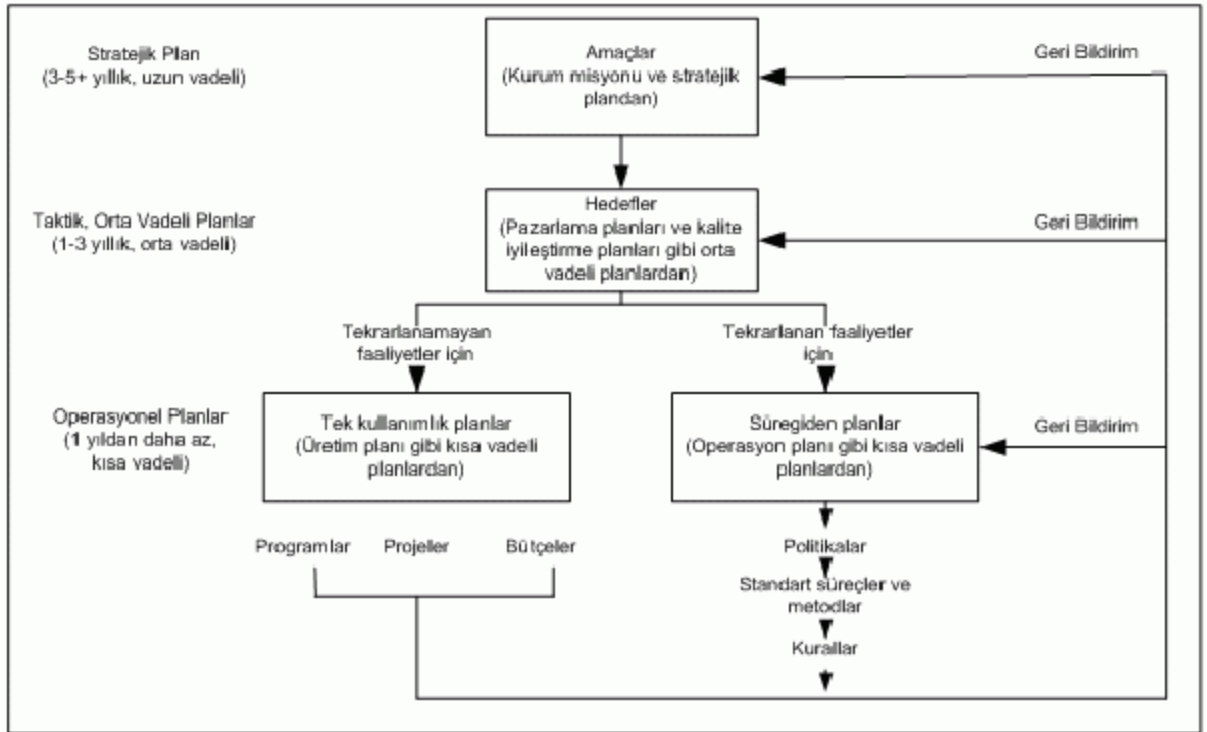 Stratejik Plan
(3-5+ yıllık, uzun vadeli)
Amaçlar
(Kurum misyonu ve stratejik
plandan)
Geri Bildirim
Taktik, Orta Vadeli Planlar
(1-3 yıllık, orta vadeli)
Hedefler
(Pazarlama planları ve kalite
iyileştirme planları gibi orta
vadeli planlardan)
Geri Bildirim
Tekrarlanamayan
faaliyetler için
Tekrarllanan faaliyetler
için
Operasyonel Planlar
(1 yıldan daha az,
kısa vadeli)
Tek kullanımlık planlar
(Üretim planı gibi kısa vadeli
planlardan)
Süregiden planlar
(Operasyon planı gibi kısa vadeli
planlardan)
Geri Bildirim
Programlar
Projeller
Bütçeler
Politikalar
Standart süreçler ve
metodlar
Kurallar